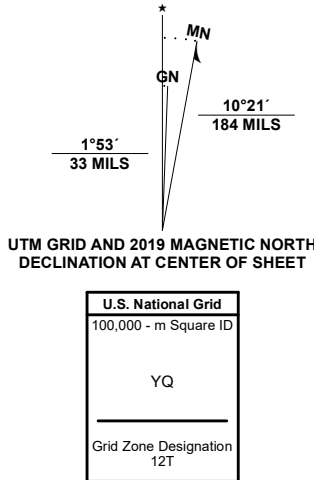 ★
MN
GN
1°53´
33 MILS
10°21´
184 MILS
UTM GRID AND 2019 MAGNETIC NORTH
DECLINATION AT CENTER OF SHEET
U.S. National Grid
100,000 - m Square ID
YQ
Grid Zone Designation
12T